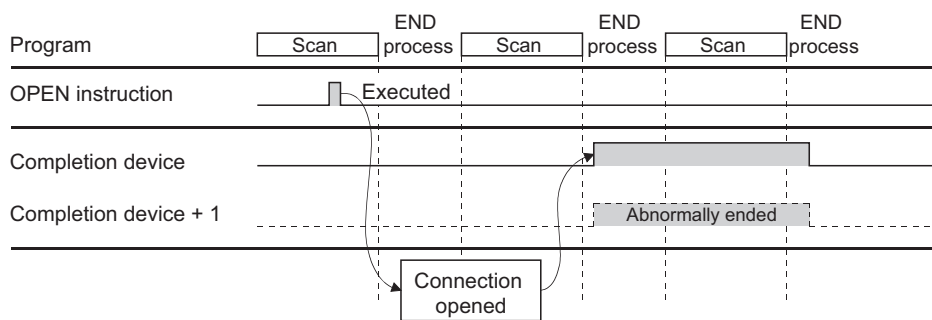 END END END
Program Scan process Scan process Scan process
OPEN instruction Executed
Completion device
Completion device + 1 Abnormally ended
Connection
opened